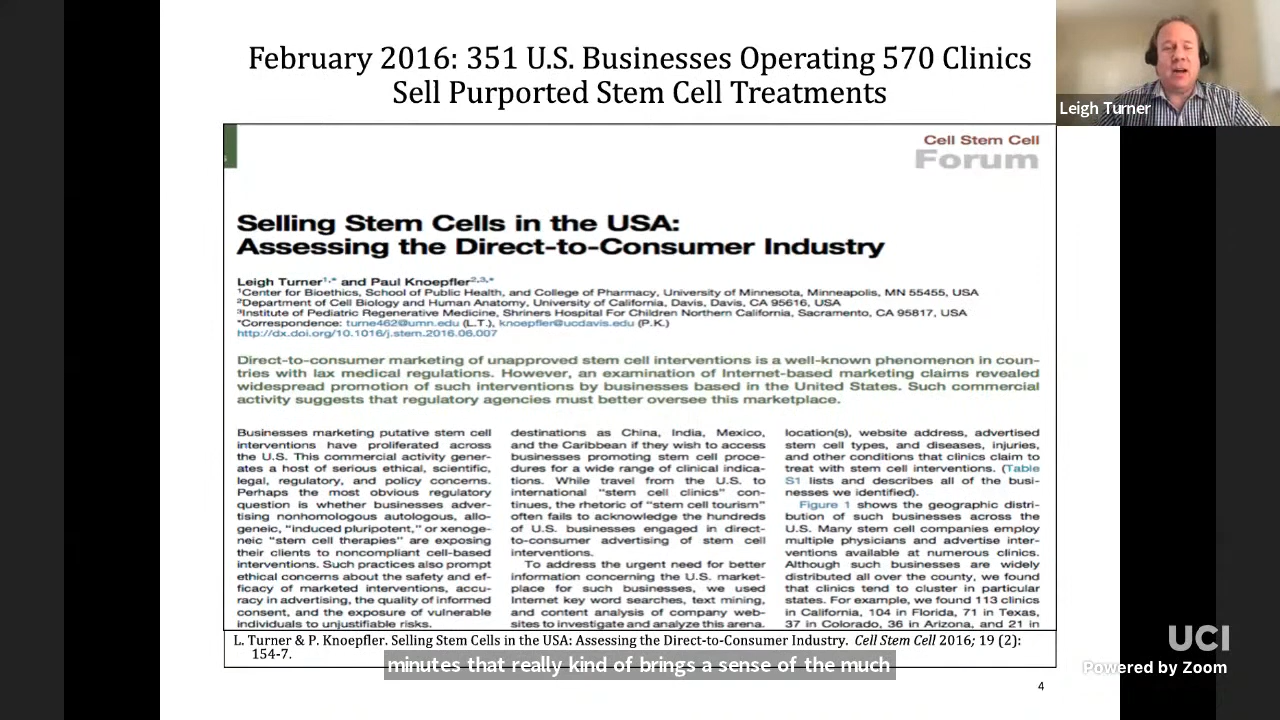 February 2016: 351 U.S. Businesses Operating 570 Clinics
Sell Purported Stem Cell Treatments
Leigh Turner
Cell Stem Cell
Forum
Selling Stem Cells in the USA:
Assessing the Direct-to-Consumer Industry
Leigh Turner1,* and Paul Knoepfler2,3,*
1Center for Bioethics, School of Public Health, and College of Pharmacy, University of Minnesota, Minneapolis, MN 55455, USA
2Department of Cell Biology and Human Anatomy, University of California, Davis, Davis, CA 95616, USA
3Institute of Pediatric Regenerative Medicine, Shriners Hospital For Children Northern California, Sacramento, CA 95817, USA
*Correspondence: turne462@umn.edu (L.T.), knoepfler@ucdavis.edu (P.K.)
http://dx.doi.org/10.1016/j.stem.2016.06.007
Direct-to-consumer marketing of unapproved stem cell interventions is a well-known phenomenon in coun-
tries with lax medical regulations. However, an examination of Internet-based marketing claims revealed
widespread promotion of such interventions by businesses based in the United States. Such commercial
activity suggests that regulatory agencies must better oversee this marketplace.
Businesses marketing putative stem cell
interventions have proliferated across
the U.S. This commercial activity gener-
ates a host of serious ethical, scientific,
legal, regulatory, and policy concerns.
Perhaps the most obvious regulatory
question is whether businesses adver-
tising nonhomologous autologous, allo-
geneic, "induced pluripotent," or xenoge-
neic "stem cell therapies" are exposing
their clients to noncompliant cell-based
interventions. Such practices also prompt
ethical concerns about the safety and ef-
ficacy of marketed interventions, accu-
racy in advertising, the quality of informed
consent, and the exposure of vulnerable
individuals to unjustifiable risks.
destinations as China, India, Mexico,
and the Caribbean if they wish to access
businesses promoting stem cell proce-
dures for a wide range of clinical indica-
tions. While travel from the U.S. to
international "stem cell clinics" con-
tinues, the rhetoric of "stem cell tourism"
often fails to acknowledge the hundreds
of U.S. businesses engaged in direct-
to-consumer advertising of stem cell
interventions.
To address the urgent need for better
information concerning the U.S. market-
place for such businesses, we used
Internet key word searches, text mining,
and content analysis of company web-
sites to investigate and analyze this arena.
location(s), website address, advertised
stem cell types, and diseases, injuries,
and other conditions that clinics claim to
treat with stem cell interventions. (Table
S1 lists and describes all of the busi-
nesses we identified).
Figure 1 shows the geographic distri-
bution of such businesses across the
U.S. Many stem cell companies employ
multiple physicians and advertise inter-
ventions available at numerous clinics.
Although such businesses are widely
distributed all over the county, we found
that clinics tend to cluster in particular
states. For example, we found 113 clinics
in California, 104 in Florida, 71 in Texas,
37 in Colorado, 36 in Arizona, and 21 in
L. Turner & P. Knoepfler. Selling Stem Cells in the USA: Assessing the Direct-to-Consumer Industry. Cell Stem Cell 2016; 19 (2):
154-7.
minutes that really kind of brings a sense of the much
UCI
Powered by Zoom
4